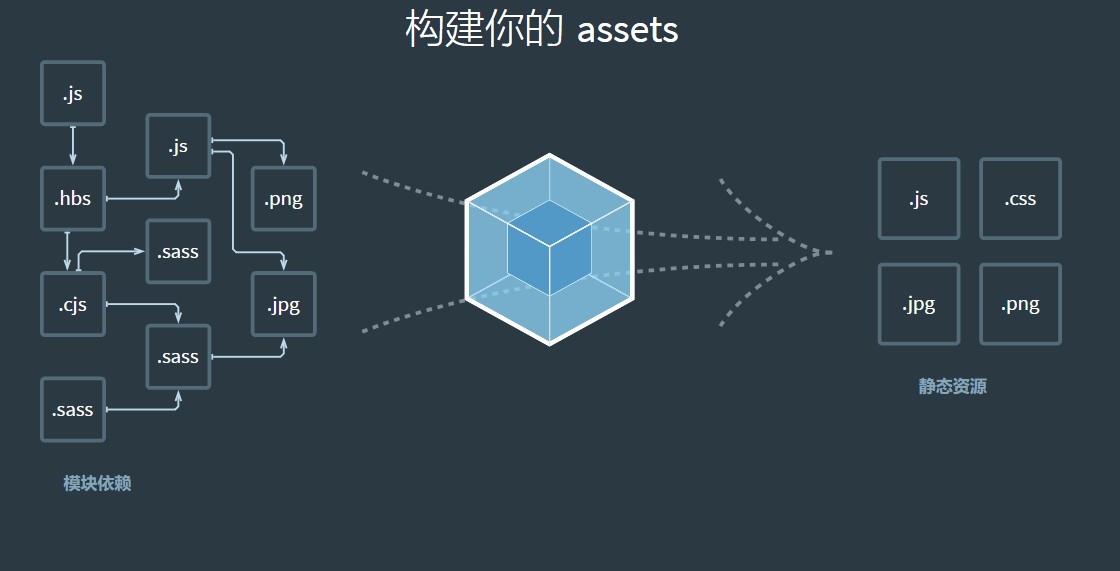 构建你的 assets
.js
.js
.hbs
.png
.sass
.cjs
.jpg
.sass
.sass
模块依赖
.js
.css
.jpg
.png
静态资源